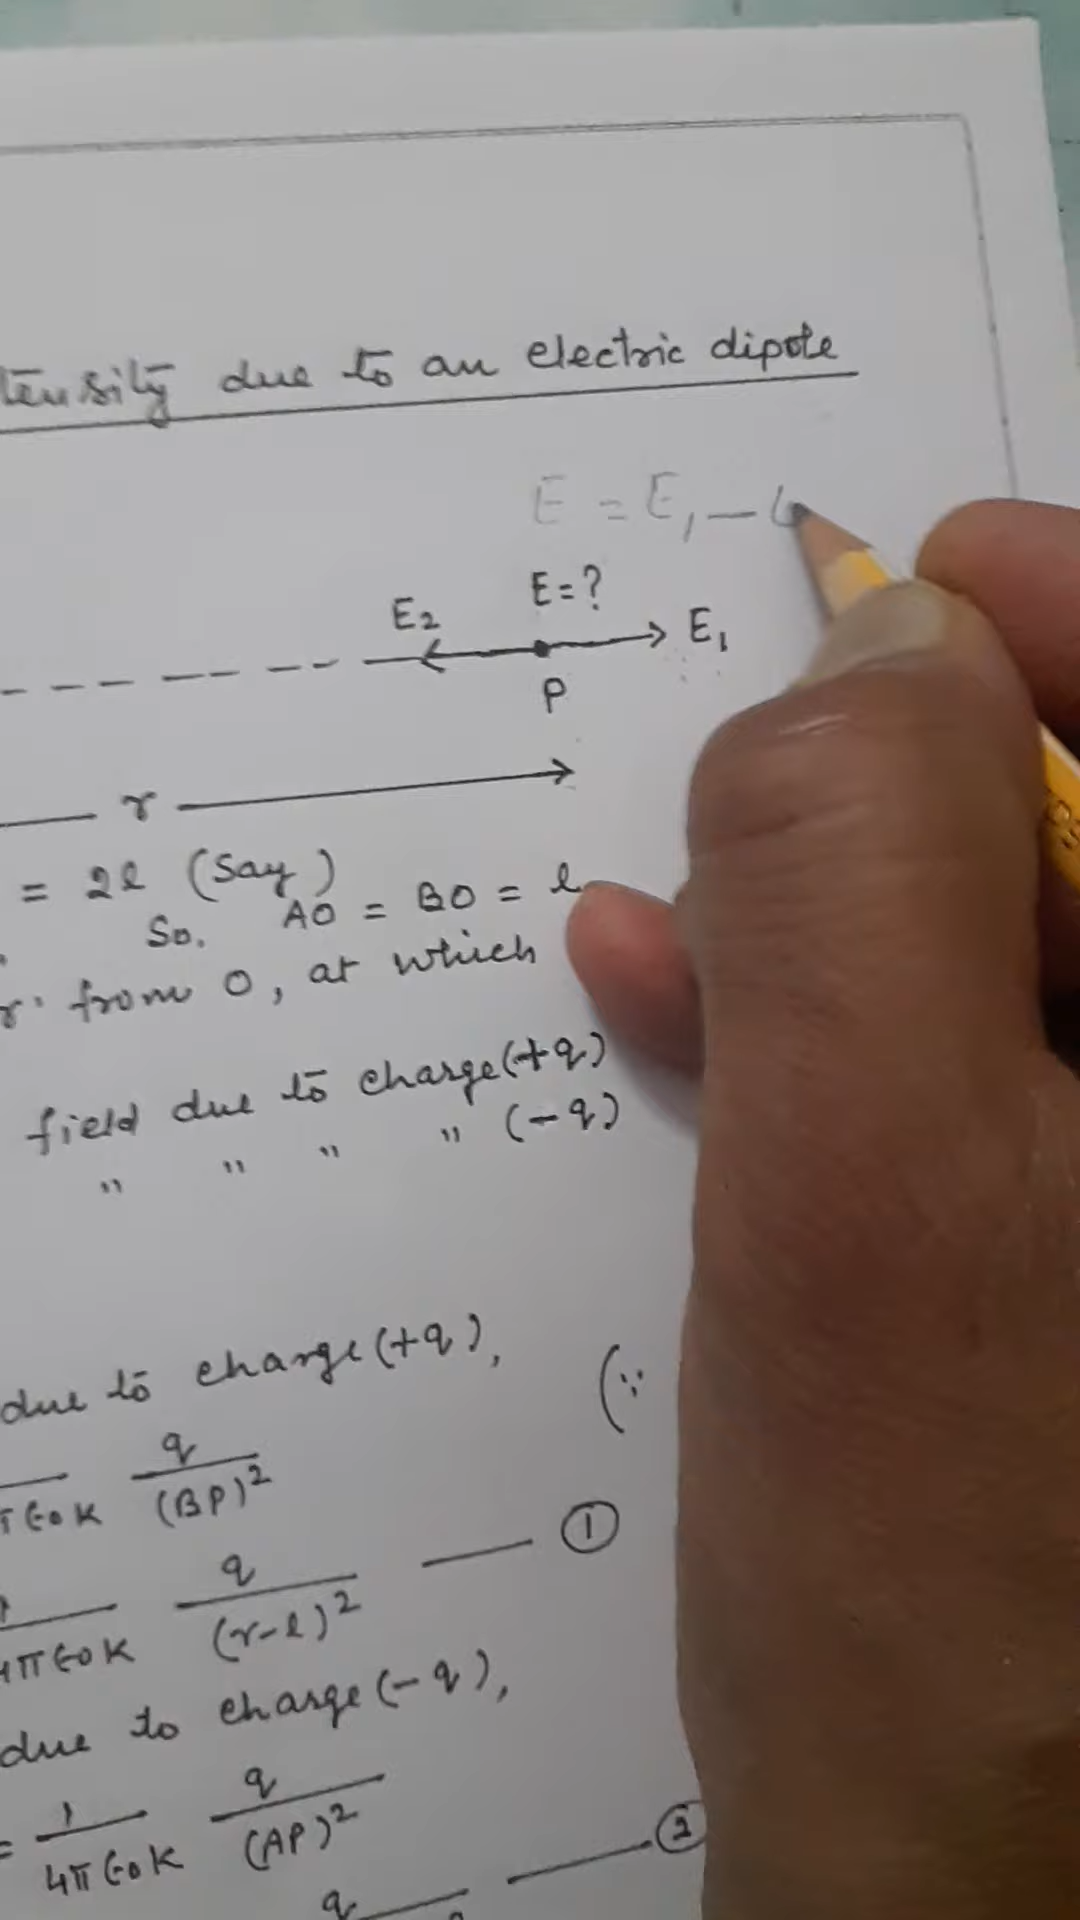 tensity due to an electric dipole
E = E₁ —
E = ?
E₂
E₁
P
r
= 2l (Say)
So. AO = BO = l
r' from O, at which
field due to charge (+q)
" " " " (-q)
due to charge (+q), (∵
πϵ₀K q/(BP)²
4πϵ₀K q/(r-l)² — ①
due to charge (-q),
= 1/4πϵ₀K q/(AP)²
— ②
q